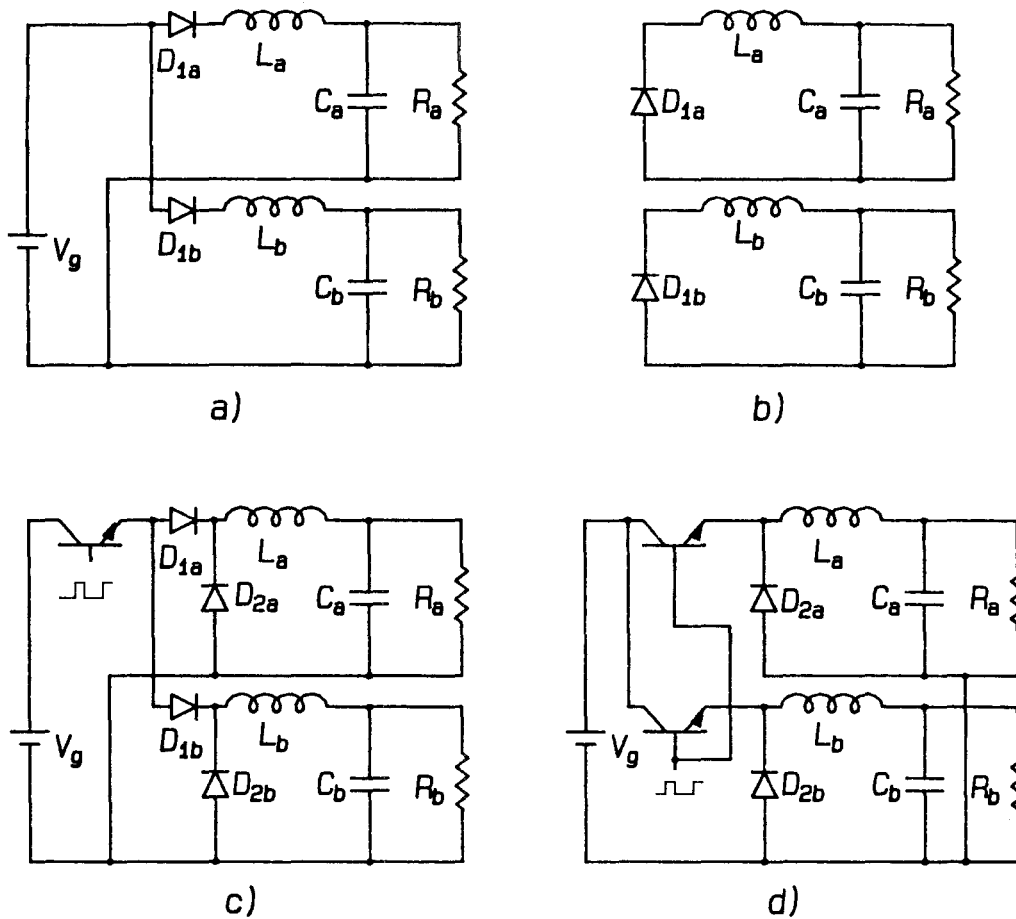 D1a
La
Ca
Ra
D1b
Lb
Vg
Cb
Rb
a)
La
D1a
Ca
Ra
Lb
D1b
Cb
Rb
b)
D1a
La
D2a
Ca
Ra
D1b
Lb
Vg
D2b
Cb
Rb
c)
La
D2a
Ca
Ra
Lb
Vg
D2b
Cb
Rb
d)